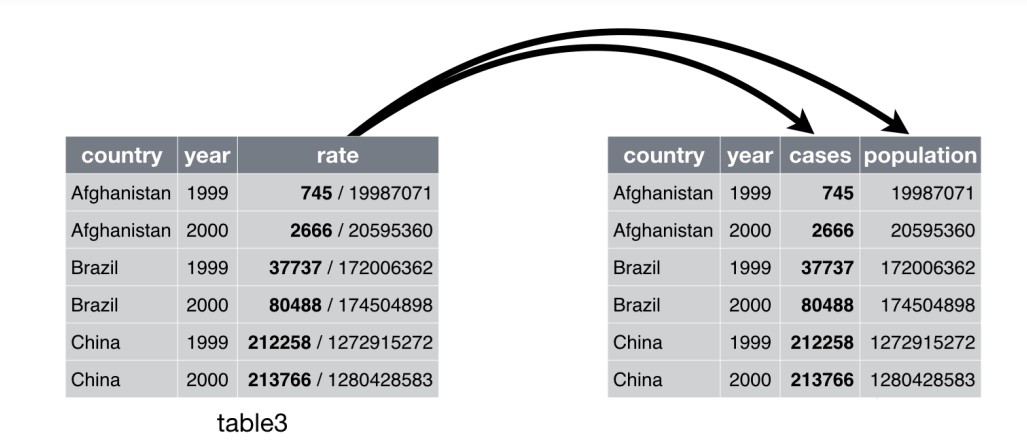 country year rate
Afghanistan 1999 745 / 19987071
Afghanistan 2000 2666 / 20595360
Brazil 1999 37737 / 172006362
Brazil 2000 80488 / 174504898
China 1999 212258 / 1272915272
China 2000 213766 / 1280428583
table3
country year cases population
Afghanistan 1999 745 19987071
Afghanistan 2000 2666 20595360
Brazil 1999 37737 172006362
Brazil 2000 80488 174504898
China 1999 212258 1272915272
China 2000 213766 1280428583